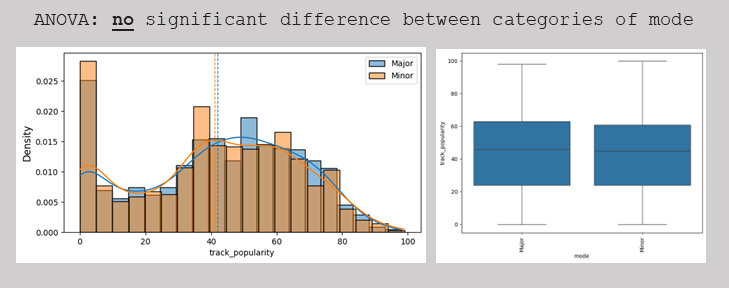 ANOVA: no significant difference between categories of mode
Major
Minor
Density
0.025
0.020
0.015
0.010
0.005
0.000
0 20 40 60 80 100
track_popularity
track_popularity
100
80
60
40
20
0
Major Minor
mode